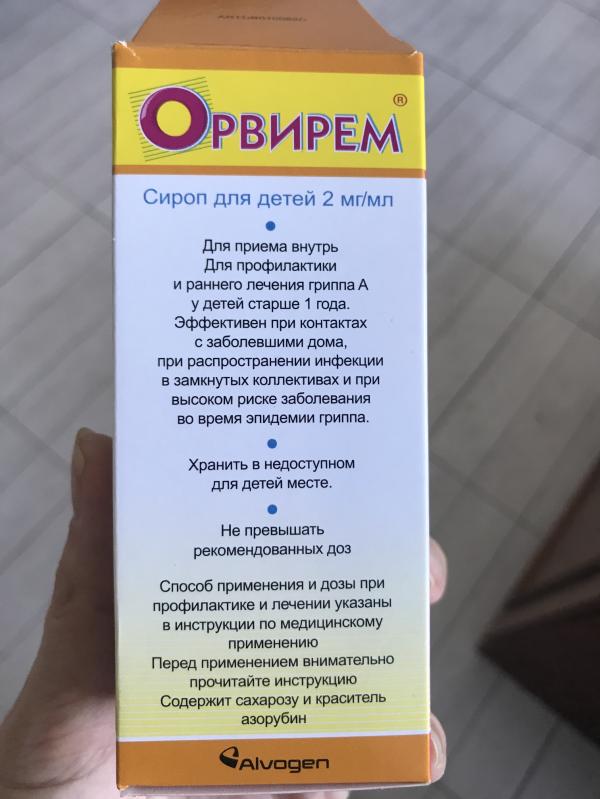 ОРВИРЕМ®
Сироп для детей 2 мг/мл
Для приема внутрь
Для профилактики
и раннего лечения гриппа А
у детей старше 1 года.
Эффективен при контактах
с заболевшими дома,
при распространении инфекции
в замкнутых коллективах и при
высоком риске заболевания
во время эпидемии гриппа.
Хранить в недоступном
для детей месте.
Не превышать
рекомендованных доз
Способ применения и дозы при
профилактике и лечении указаны
в инструкции по медицинскому
применению
Перед применением внимательно
прочитайте инструкцию
Содержит сахарозу и краситель
азорубин
Alvogen